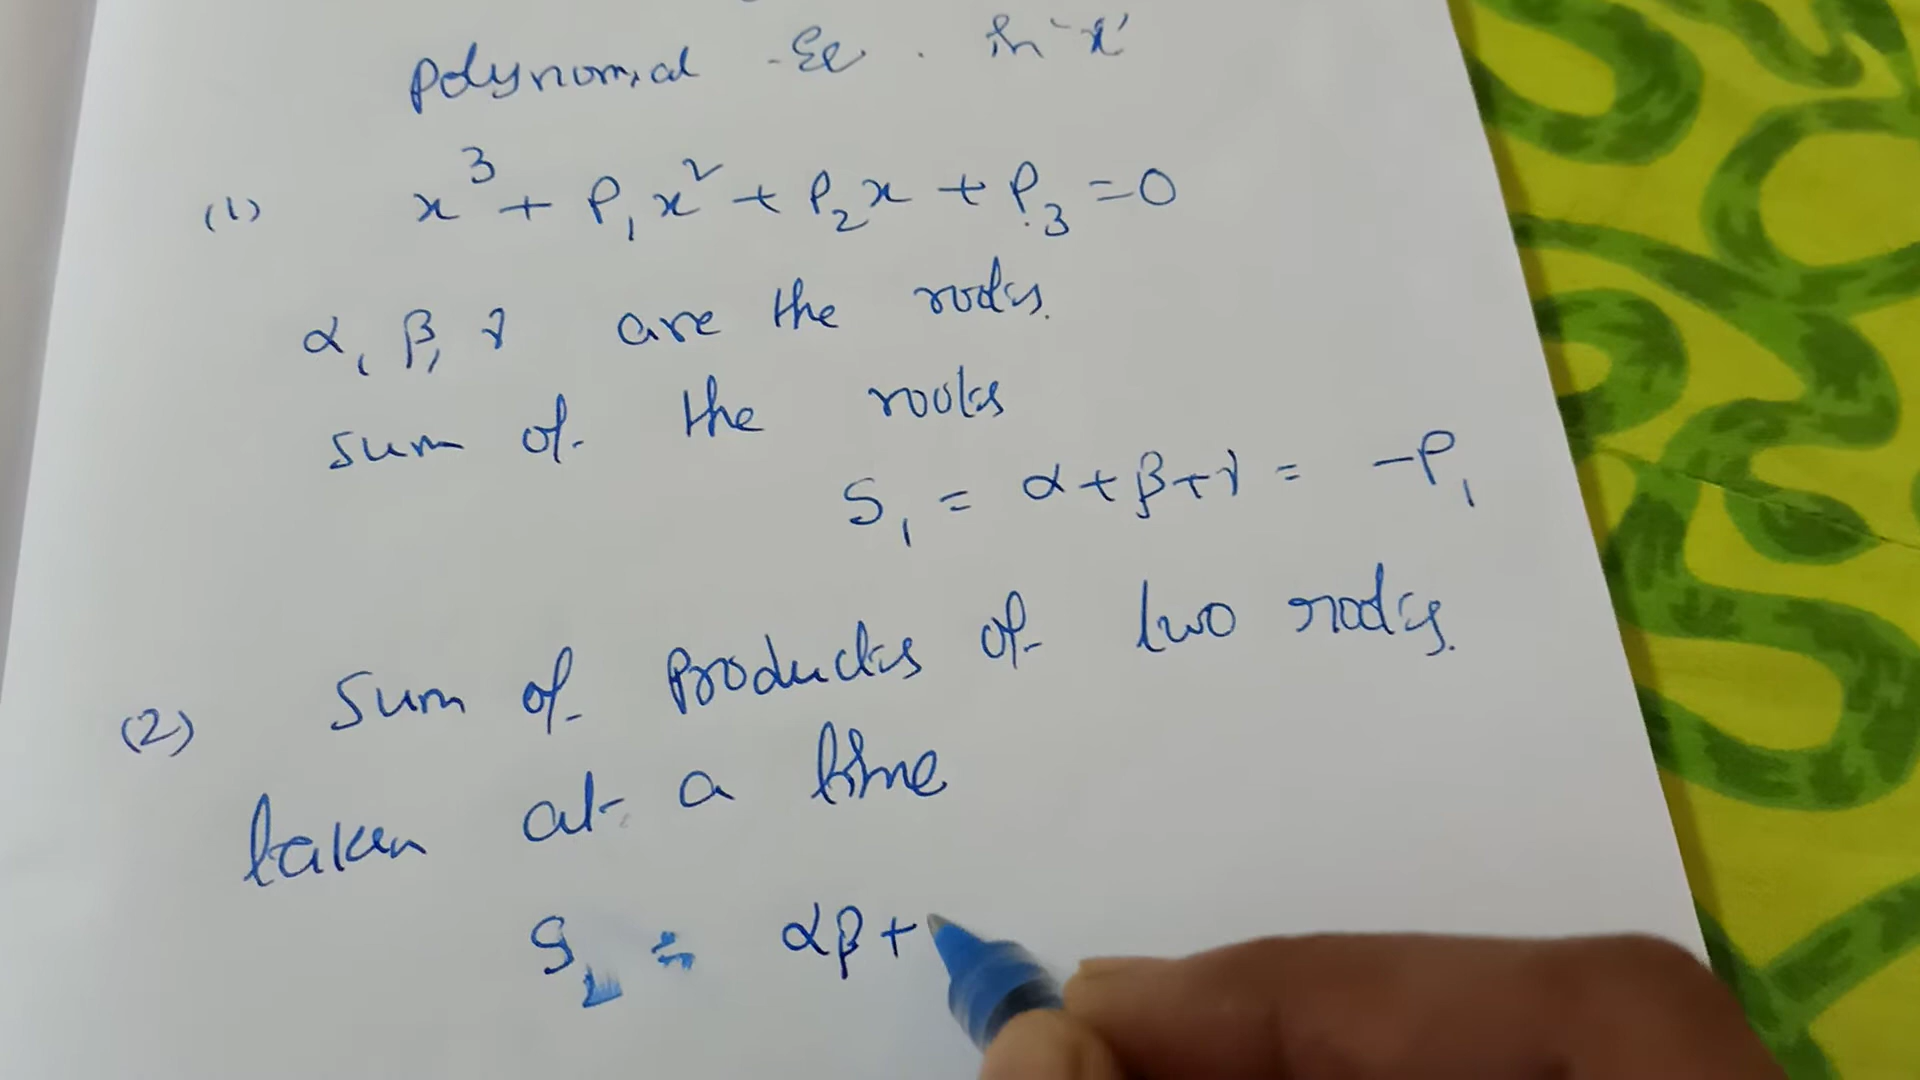 Polynomial Eq. in 'x'
(1) x³ + P₁x² + P₂x + P₃ = 0
α, β, γ are the roots.
sum of the roots
S₁ = α + β + γ = -P₁
(2) Sum of Products of two roots.
taken at a time
S₂ = αβ +